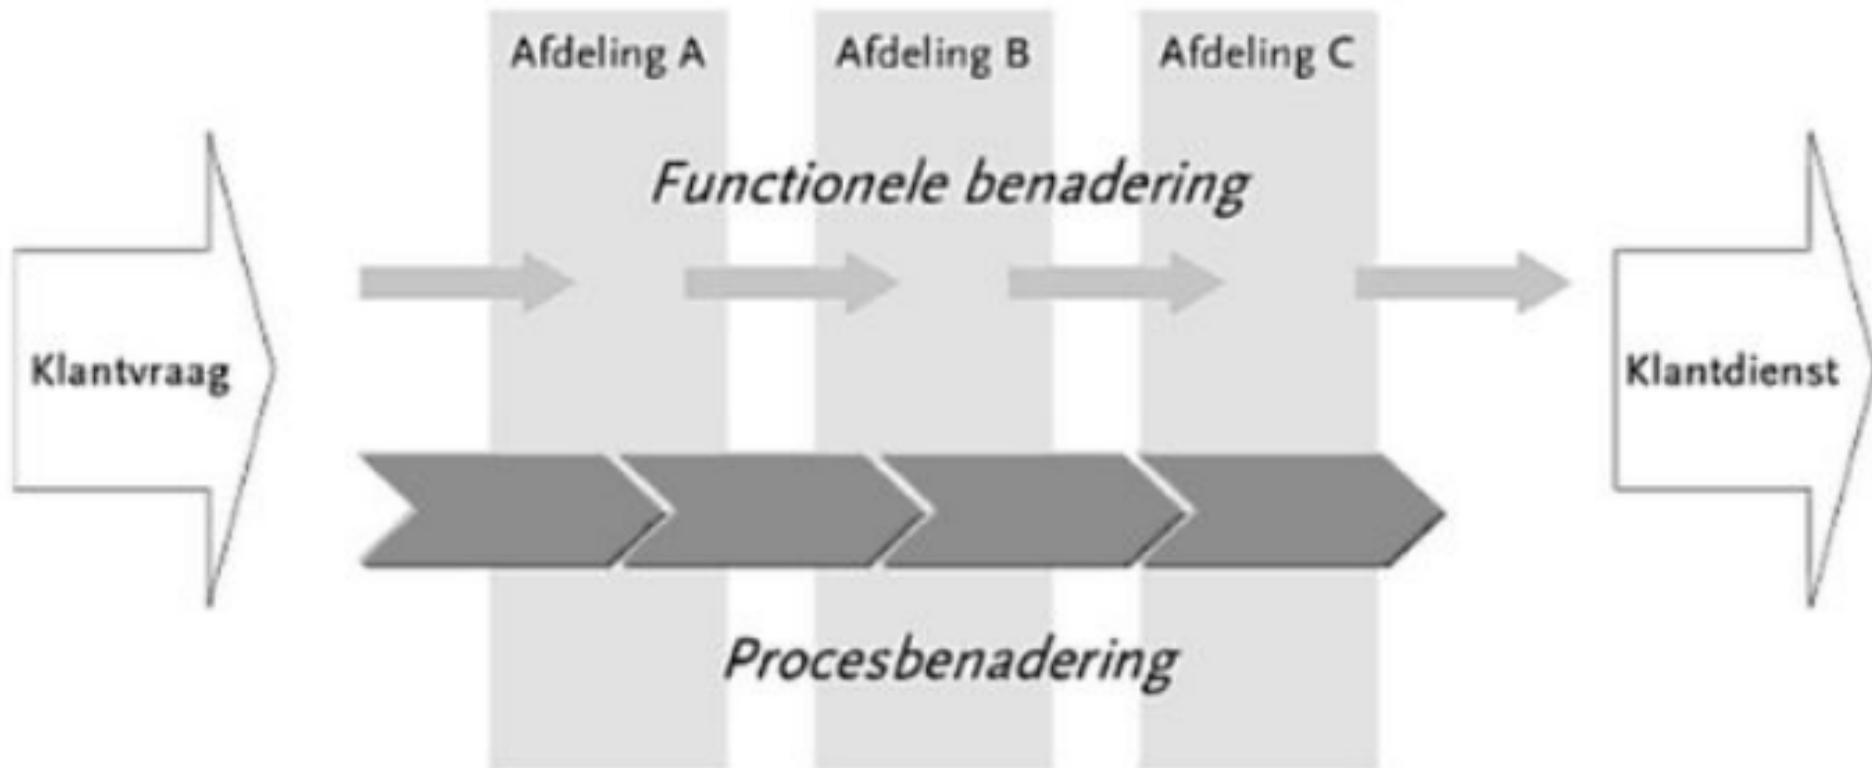 Afdeling A
Afdeling B
Afdeling C
Functionele benadering
Klantvraag
Klantdienst
Procesbenadering